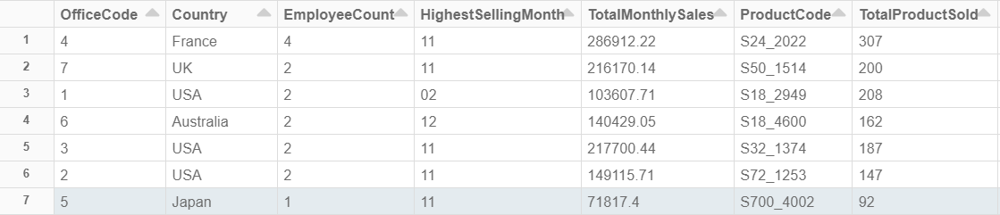 OfficeCode Country EmployeeCount HighestSellingMonth TotalMonthlySales ProductCode TotalProductSold
1 4 France 4 11 286912.22 S24_2022 307
2 7 UK 2 11 216170.14 S50_1514 200
3 1 USA 2 02 103607.71 S18_2949 208
4 6 Australia 2 12 140429.05 S18_4600 162
5 3 USA 2 11 217700.44 S32_1374 187
6 2 USA 2 11 149115.71 S72_1253 147
7 5 Japan 1 11 71817.4 S700_4002 92